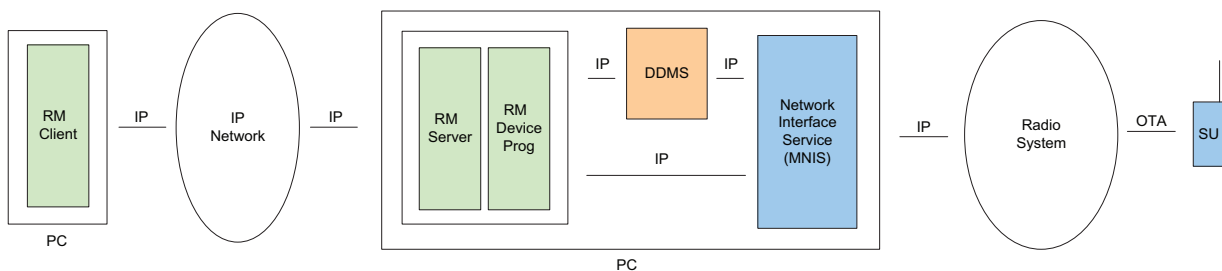 RM
Client
PC
IP
IP
Network
IP
RM
Server
RM
Device
Prog
IP
DDMS
IP
IP
Network
Interface
Service
(MNIS)
PC
IP
Radio
System
OTA
SU